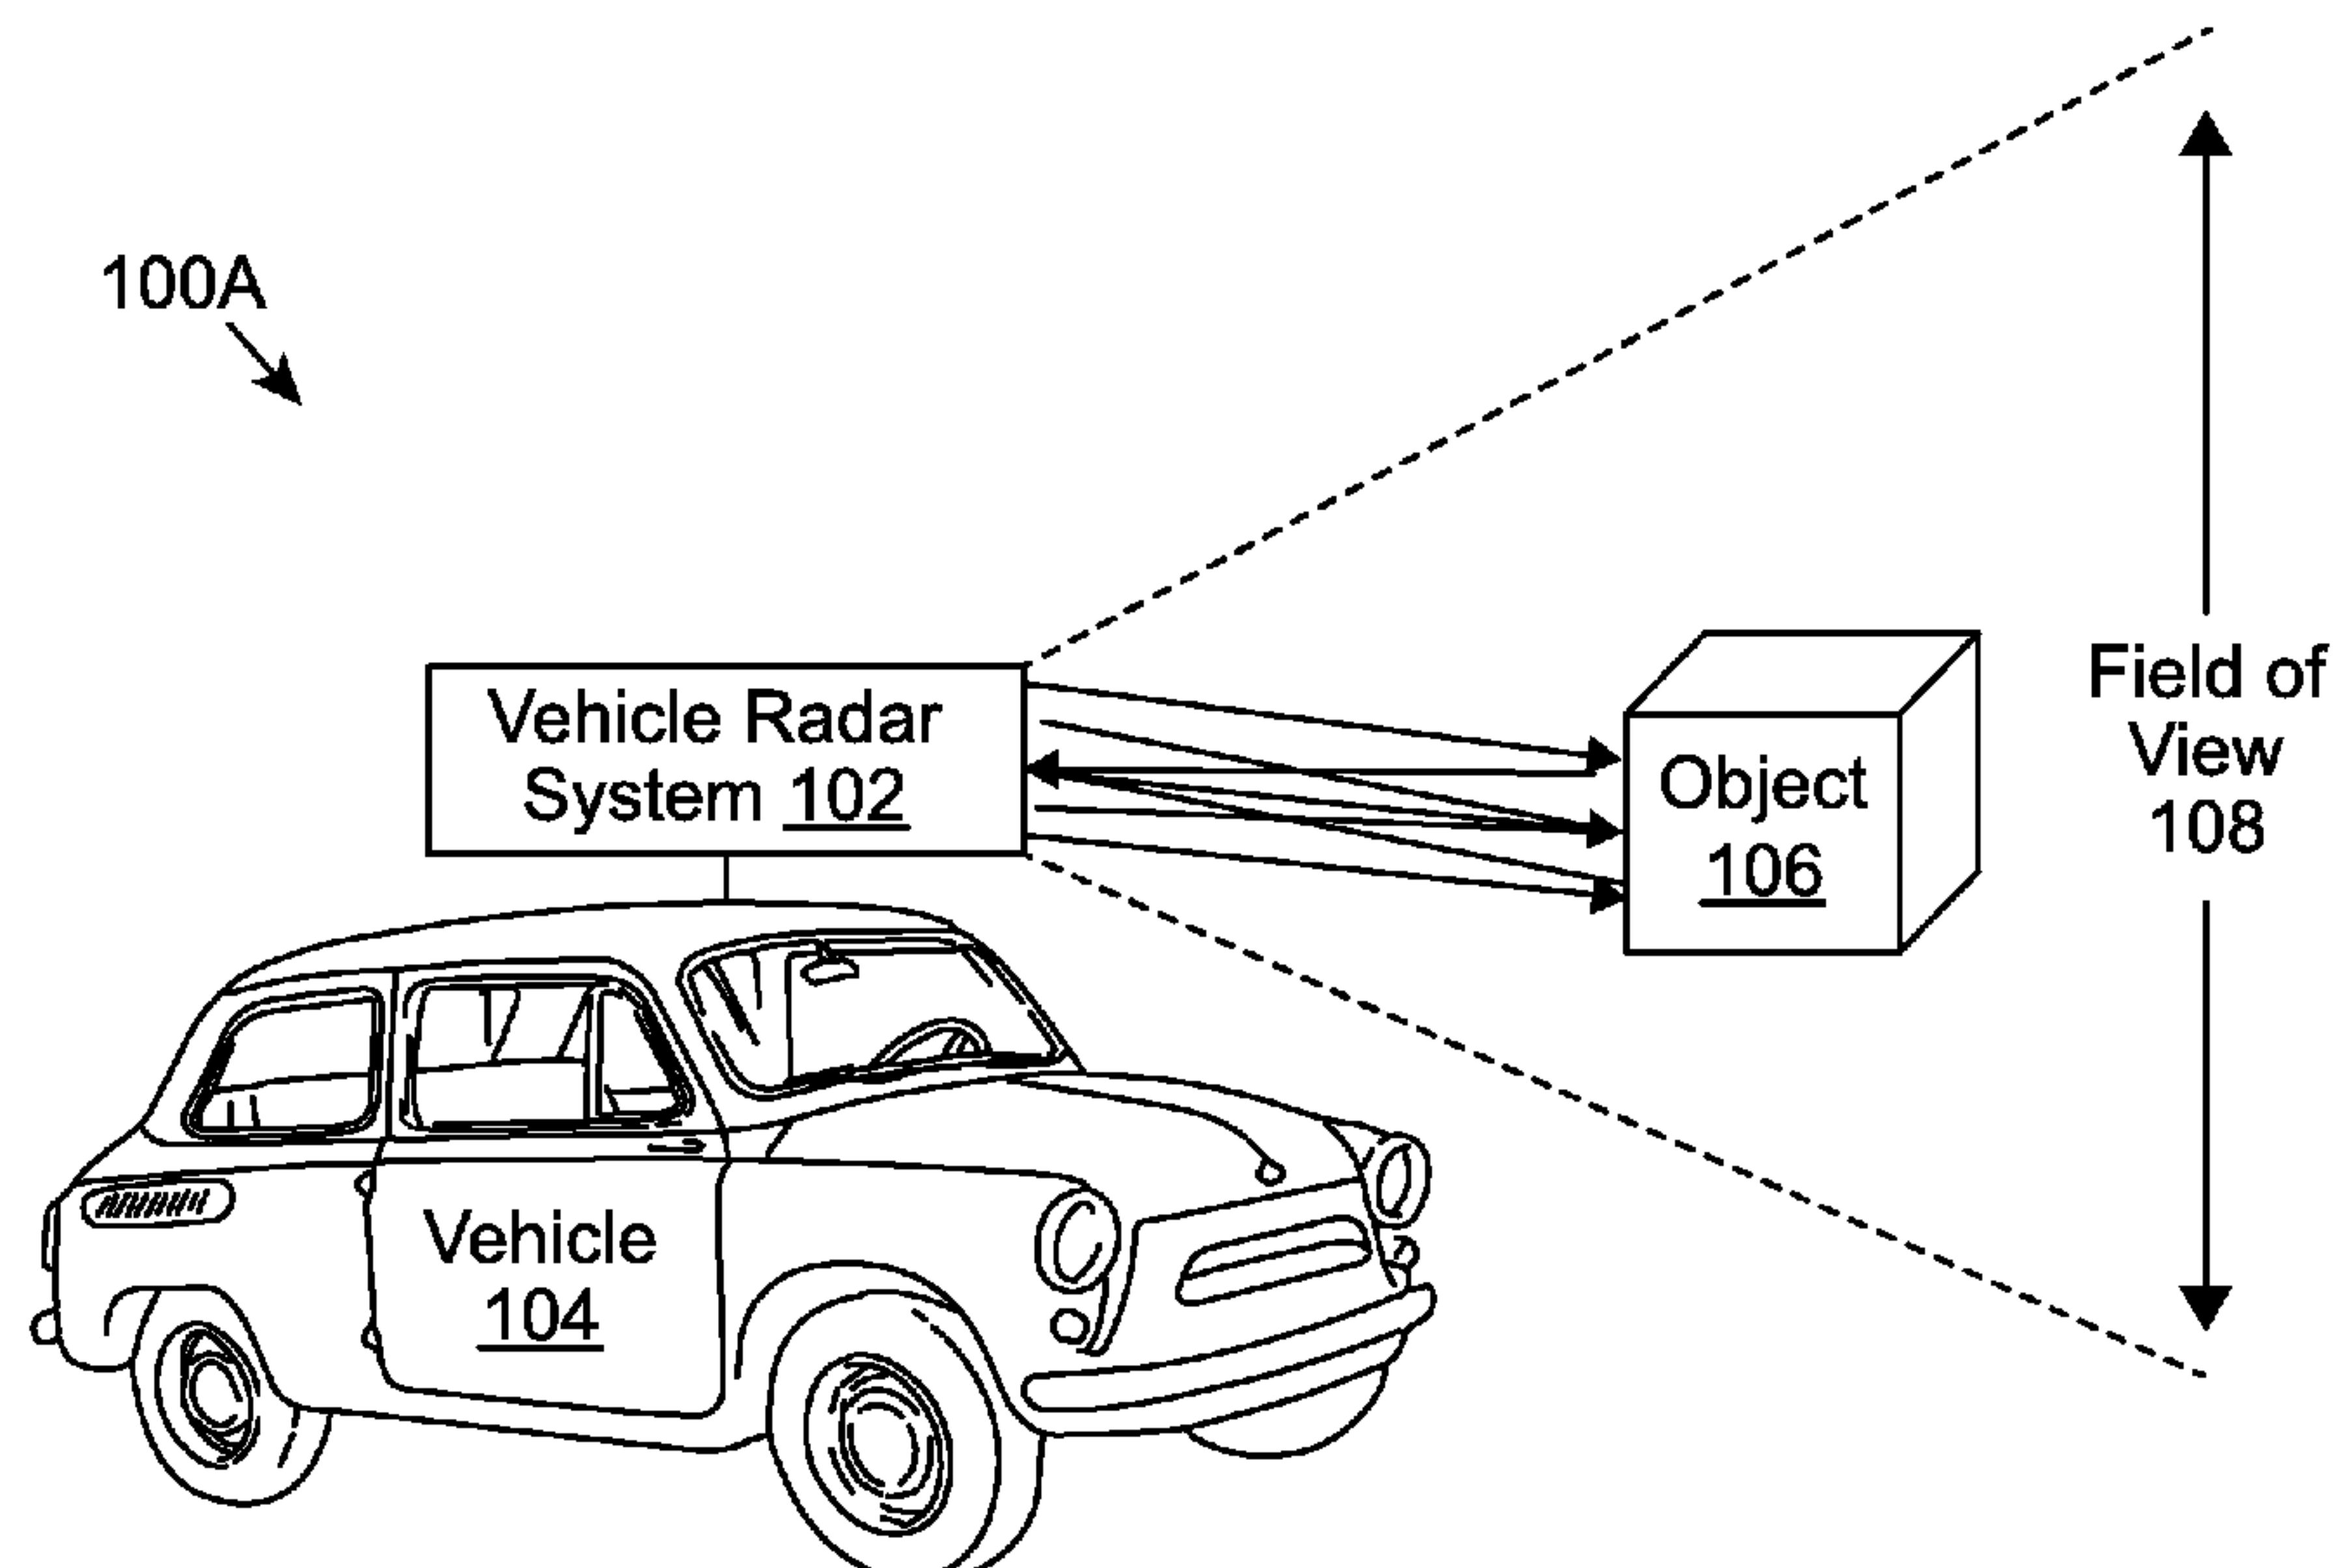 100A
Vehicle Radar
System 102
Object
106
Field of
View
108
Vehicle
104